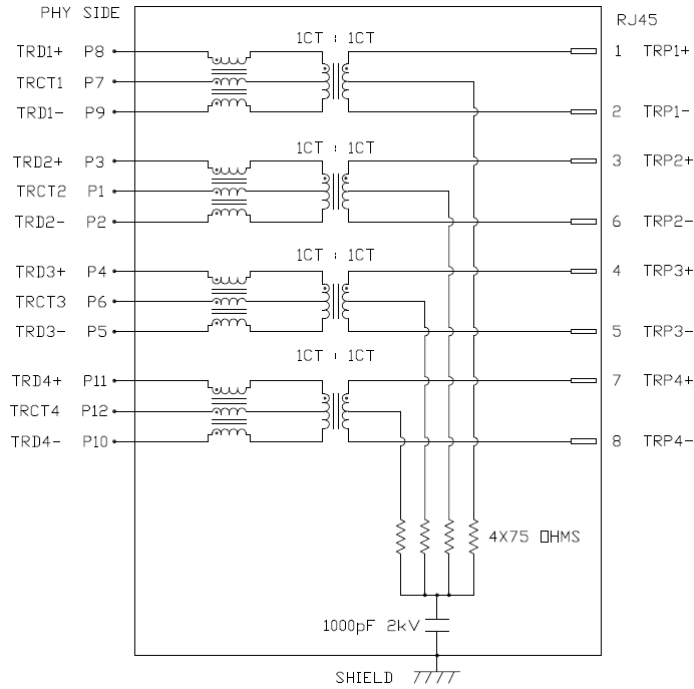 PHY SIDE
RJ45
1CT : 1CT
TRD1+ P8
1 TRP1+
TRCT1 P7
TRD1- P9
2 TRP1-
1CT : 1CT
TRD2+ P3
3 TRP2+
TRCT2 P1
TRD2- P2
6 TRP2-
1CT : 1CT
TRD3+ P4
4 TRP3+
TRCT3 P6
TRD3- P5
5 TRP3-
1CT : 1CT
TRD4+ P11
7 TRP4+
TRCT4 P12
TRD4- P10
8 TRP4-
4X75 OHMS
1000pF 2kV
SHIELD